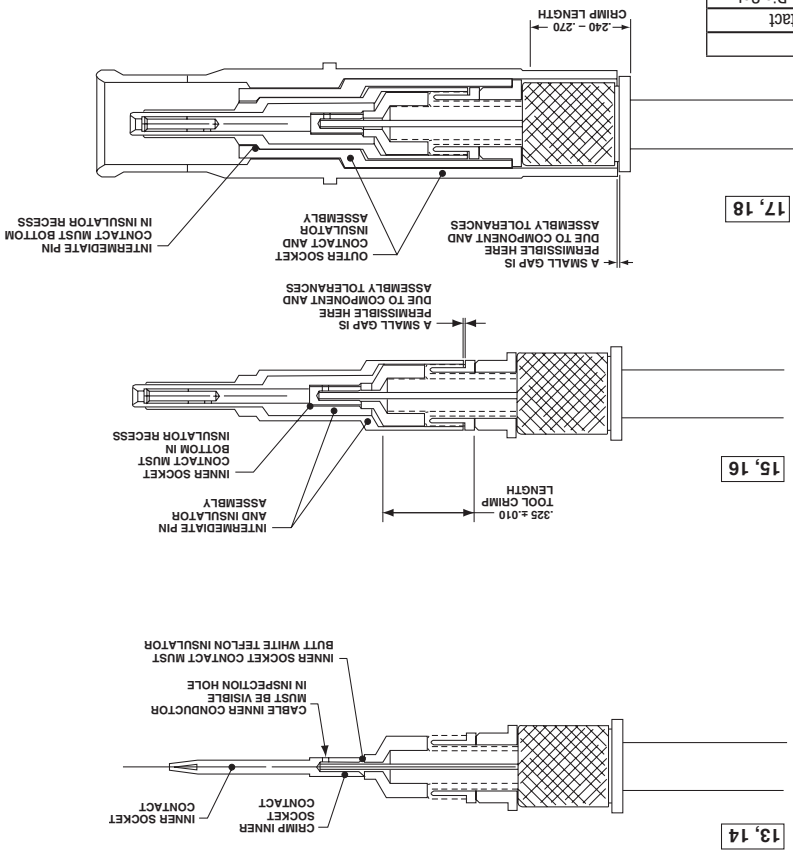 13, 14
CRIMP INNER
SOCKET
CONTACT
INNER SOCKET
CONTACT
CABLE INNER CONDUCTOR
MUST BE VISIBLE
IN INSPECTION HOLE
INNER SOCKET CONTACT MUST
BUTT WHITE TEFLON INSULATOR
15, 16
.325 ±.010
TOOL CRIMP
LENGTH
INTERMEDIATE PIN
AND INSULATOR
ASSEMBLY
INNER SOCKET
CONTACT MUST
BOTTOM IN
INSULATOR RECESS
A SMALL GAP IS
PERMISSIBLE HERE
DUE TO COMPONENT AND
ASSEMBLY TOLERANCES
17, 18
A SMALL GAP IS
PERMISSIBLE HERE
DUE TO COMPONENT AND
ASSEMBLY TOLERANCES
OUTER SOCKET
CONTACT AND
INSULATOR
ASSEMBLY
INTERMEDIATE PIN
CONTACT MUST BOTTOM
IN INSULATOR RECESS
.240 – .270
CRIMP LENGTH
tact